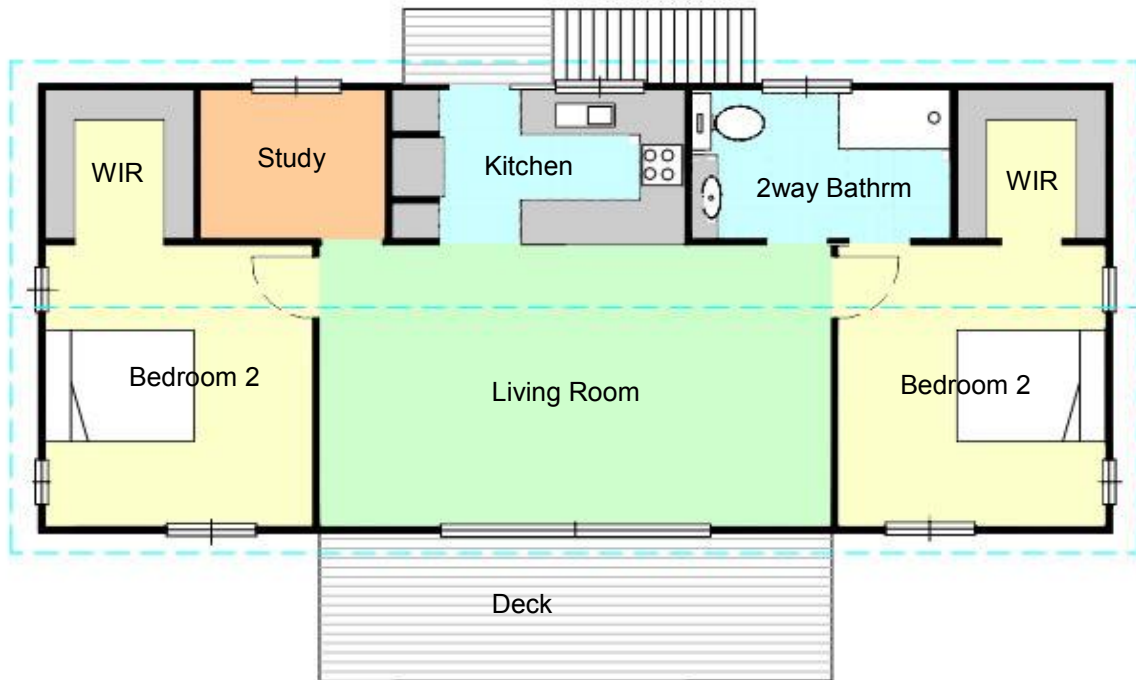 WIR
Study
Kitchen
2way Bathrm
WIR
Bedroom 2
Living Room
Bedroom 2
Deck